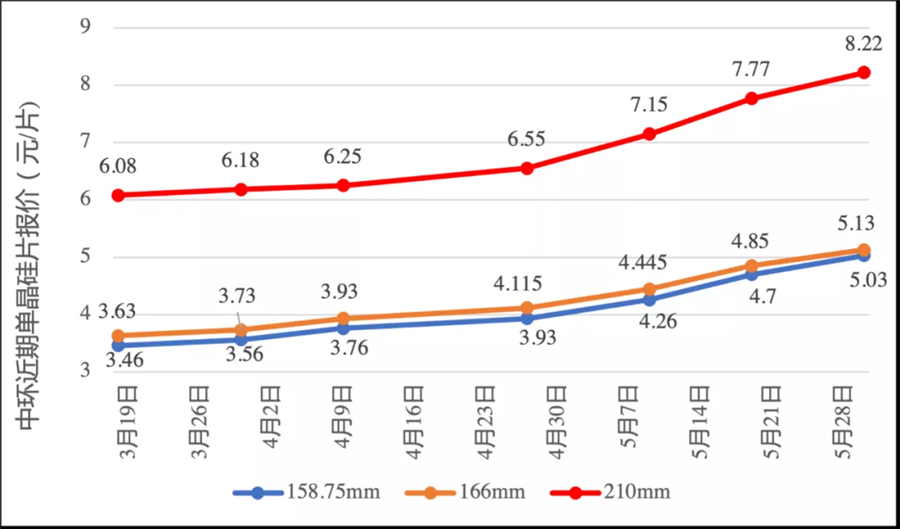 中环近期单晶硅片报价（元/片）
9
8
7
6
5
4
3
6.08
6.18
6.25
6.55
7.15
7.77
8.22
3.63
3.73
3.93
4.115
4.445
4.85
5.13
3.46
3.56
3.76
3.93
4.26
4.7
5.03
3月19日
3月26日
4月2日
4月9日
4月16日
4月23日
4月30日
5月7日
5月14日
5月21日
5月28日
158.75mm
166mm
210mm